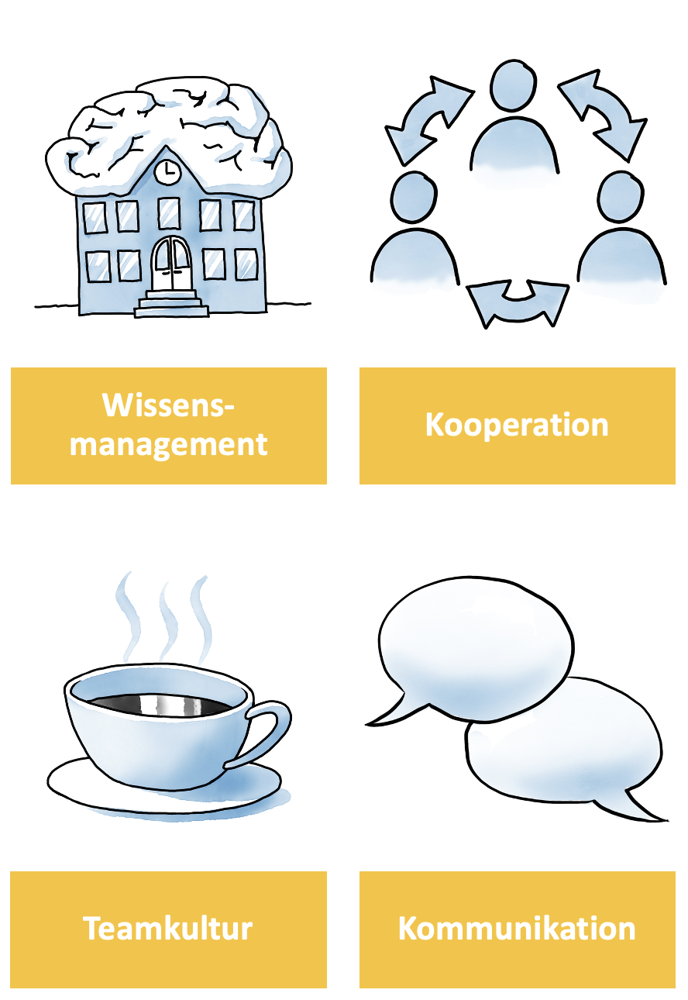 Wissens-
management
Kooperation
Teamkultur
Kommunikation